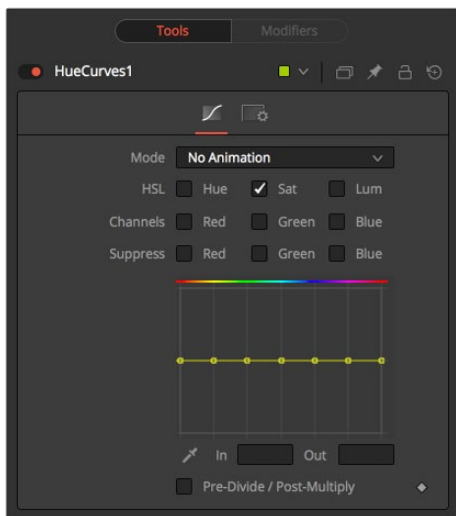 Tools Modifiers
HueCurves1
Mode No Animation
HSL Hue Sat Lum
Channels Red Green Blue
Suppress Red Green Blue
In Out
Pre-Divide / Post-Multiply